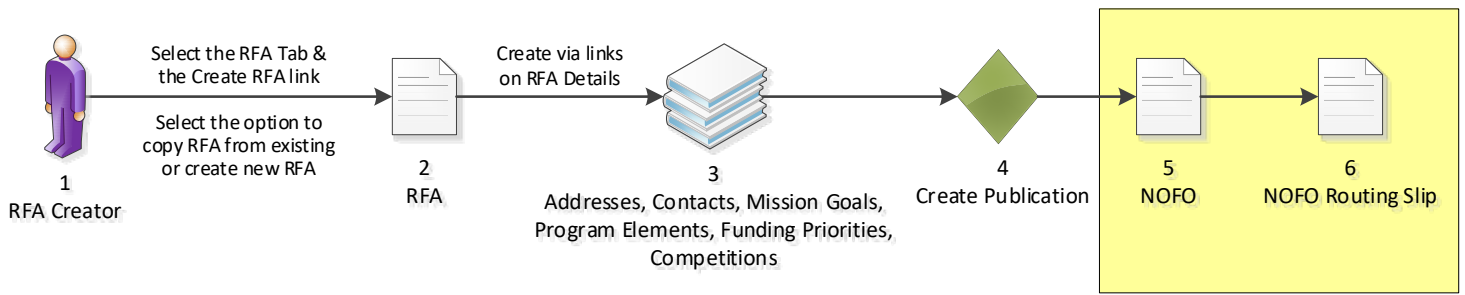 Select the RFA Tab &
the Create RFA link
Select the option to
copy RFA from existing
or create new RFA
1
RFA Creator
2
RFA
Create via links
on RFA Details
3
Addresses, Contacts, Mission Goals,
Program Elements, Funding Priorities,
Competitions
4
Create Publication
5
NOFO
6
NOFO Routing Slip